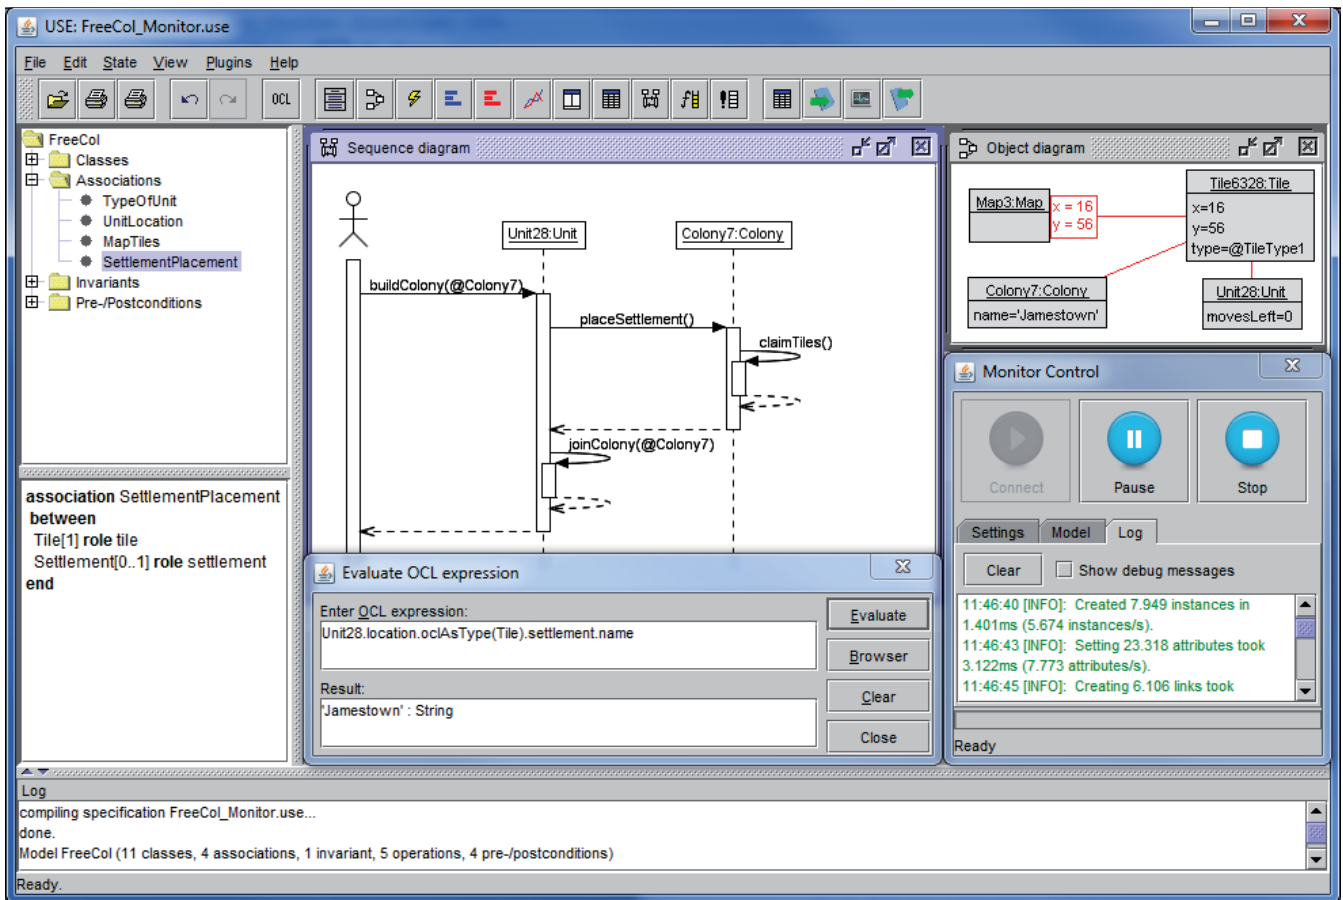 USE: FreeCol_Monitor.use
File Edit State View Plugins Help
OCL
FreeCol
Classes
Associations
TypeOfUnit
UnitLocation
MapTiles
SettlementPlacement
Invariants
Pre-/Postconditions
association SettlementPlacement
between
Tile[1] role tile
Settlement[0..1] role settlement
end
Sequence diagram
Unit28:Unit
Colony7:Colony
buildColony(@Colony7)
placeSettlement()
claimTiles()
joinColony(@Colony7)
Object diagram
Map3:Map
x = 16
y = 56
Tile6328:Tile
x=16
y=56
type=@TileType1
Colony7:Colony
name='Jamestown'
Unit28:Unit
movesLeft=0
Evaluate OCL expression
Enter OCL expression:
Unit28.location.oclAsType(Tile).settlement.name
Result:
'Jamestown' : String
Evaluate
Browser
Clear
Close
Monitor Control
Connect Pause Stop
Settings Model Log
Clear Show debug messages
11:46:40 [INFO]: Created 7.949 instances in
1.401ms (5.674 instances/s).
11:46:43 [INFO]: Setting 23.318 attributes took
3.122ms (7.773 attributes/s).
11:46:45 [INFO]: Creating 6.106 links took
Ready
Log
compiling specification FreeCol_Monitor.use...
done.
Model FreeCol (11 classes, 4 associations, 1 invariant, 5 operations, 4 pre-/postconditions)
Ready.